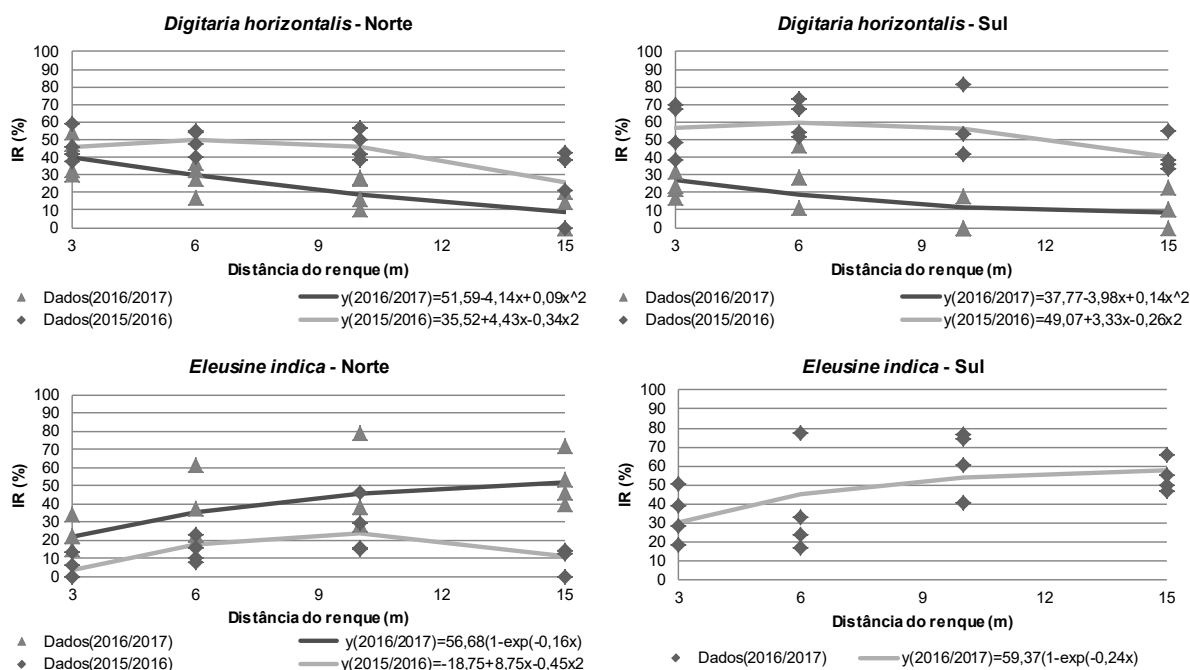 Digitaria horizontalis - Norte
100
90
80
70
60
50
40
30
20
10
0
IR (%)
3 6 9 12 15
Distância do renque (m)
Dados(2016/2017) y(2016/2017)=51,59-4,14x+0,09x^2
Dados(2015/2016) y(2015/2016)=35,52+4,43x-0,34x2
Digitaria horizontalis - Sul
100
90
80
70
60
50
40
30
20
10
0
IR (%)
3 6 9 12 15
Distância do renque (m)
Dados(2016/2017) y(2016/2017)=37,77-3,98x+0,14x^2
Dados(2015/2016) y(2015/2016)=49,07+3,33x-0,26x2
Eleusine indica - Norte
100
90
80
70
60
50
40
30
20
10
0
IR (%)
3 6 9 12 15
Distância do renque (m)
Dados(2016/2017) y(2016/2017)=56,68(1-exp(-0,16x)
Dados(2015/2016) y(2015/2016)=-18,75+8,75x-0,45x2
Eleusine indica - Sul
100
90
80
70
60
50
40
30
20
10
0
IR (%)
3 6 9 12 15
Distância do renque (m)
Dados(2016/2017) y(2016/2017)=59,37(1-exp(-0,24x)